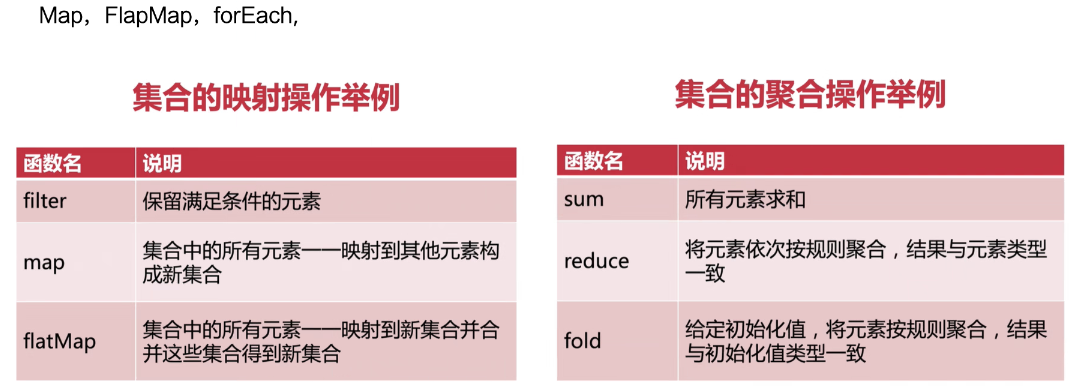 Map，FlapMap，forEach,
集合的映射操作举例
函数名 说明
filter 保留满足条件的元素
map 集合中的所有元素一一映射到其他元素构
成新集合
flatMap 集合中的所有元素一一映射到新集合并合
并这些集合得到新集合
集合的聚合操作举例
函数名 说明
sum 所有元素求和
reduce 将元素依次按规则聚合，结果与元素类型
一致
fold 给定初始化值，将元素按规则聚合，结果
与初始化值类型一致